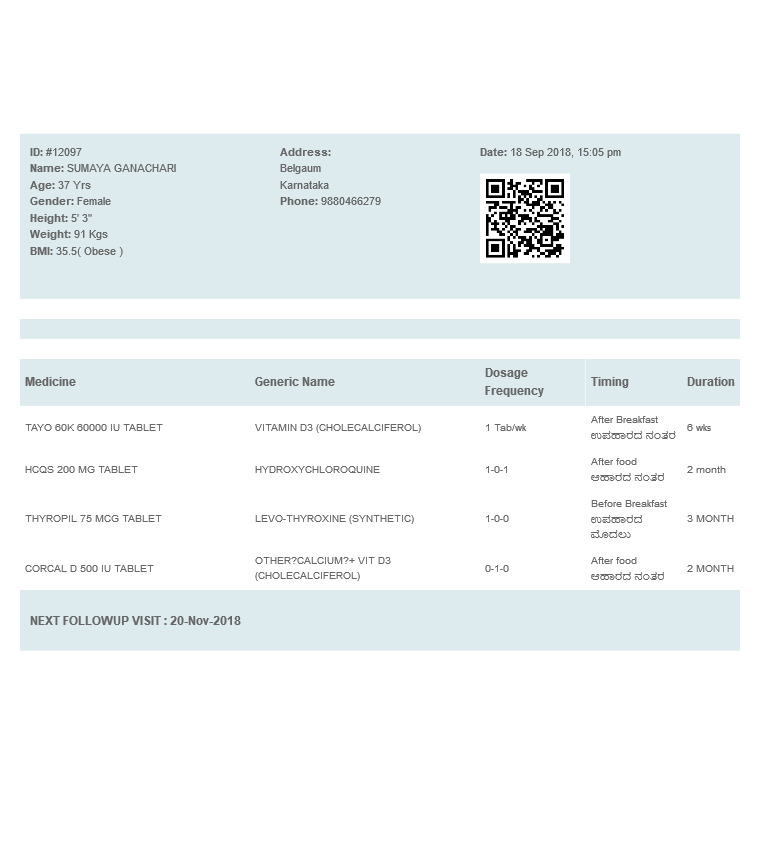 ID: #12097
Name: SUMAYA GANACHARI
Age: 37 Yrs
Gender: Female
Height: 5' 3"
Weight: 91 Kgs
BMI: 35.5( Obese )
Address:
Belgaum
Karnataka
Phone: 9880466279
Date: 18 Sep 2018, 15:05 pm
Medicine Generic Name Dosage Frequency Timing Duration
TAYO 60K 60000 IU TABLET VITAMIN D3 (CHOLECALCIFEROL) 1 Tab/wk After Breakfast 6 wks
ಉಪಹಾರದ ನಂತರ
HCQS 200 MG TABLET HYDROXYCHLOROQUINE 1-0-1 After food 2 month
ಆಹಾರದ ನಂತರ
THYROPIL 75 MCG TABLET LEVO-THYROXINE (SYNTHETIC) 1-0-0 Before Breakfast 3 MONTH
ಉಪಹಾರದ
ಮೊದಲು
CORCAL D 500 IU TABLET OTHER?CALCIUM?+ VIT D3 0-1-0 After food 2 MONTH
(CHOLECALCIFEROL) ಆಹಾರದ ನಂತರ
NEXT FOLLOWUP VISIT : 20-Nov-2018